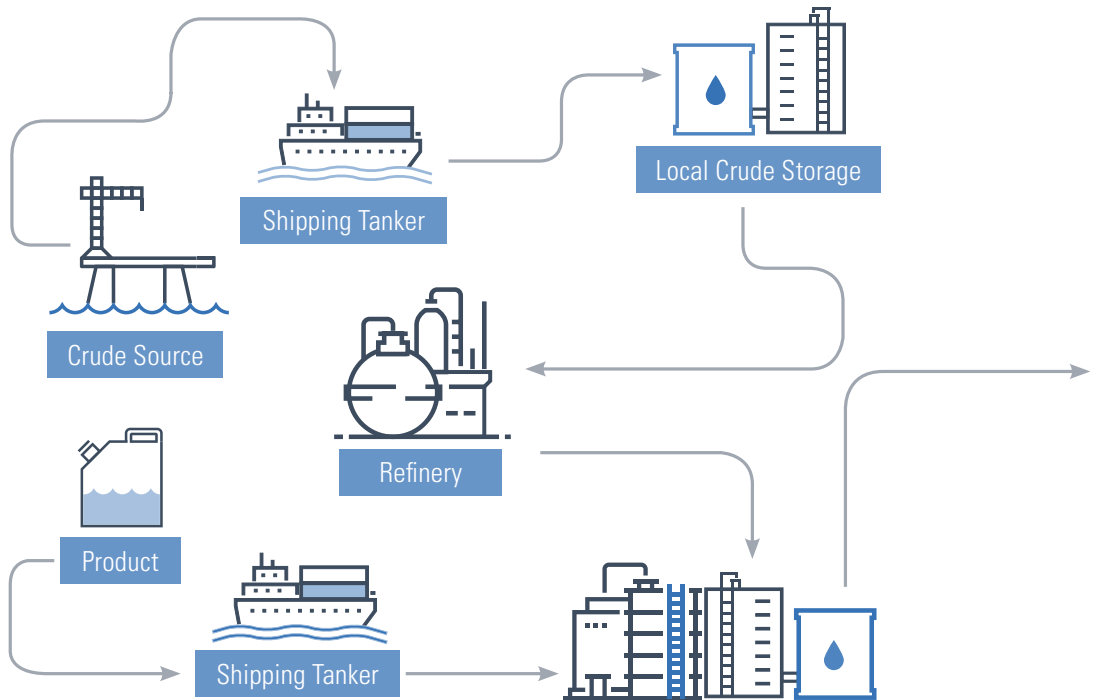 Local Crude Storage
Shipping Tanker
Crude Source
Refinery
Product
Shipping Tanker